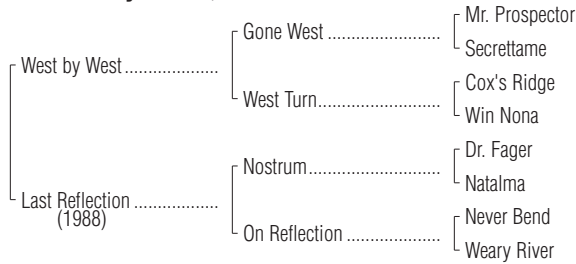 Mr. Prospector
Gone West
Secrettame
West by West
Cox's Ridge
West Turn
Win Nona
Dr. Fager
Nostrum
Natalma
Last Reflection
(1988)
Never Bend
On Reflection
Weary River